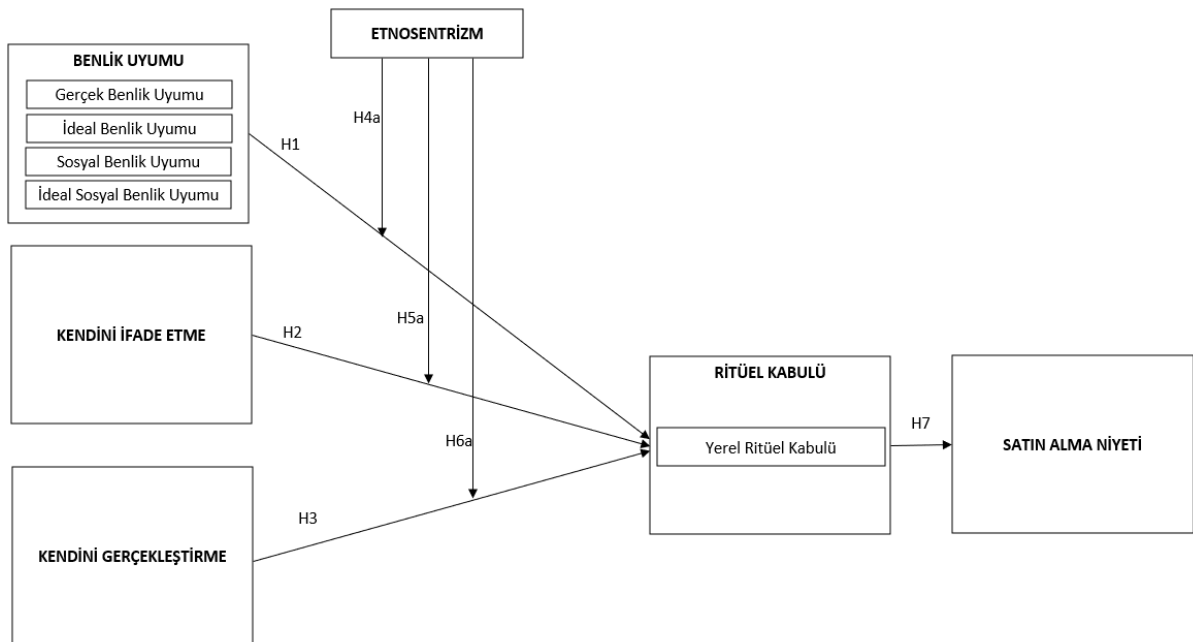 ETNOSENTRİZM
BENLİK UYUMU
Gerçek Benlik Uyumu
İdeal Benlik Uyumu
Sosyal Benlik Uyumu
İdeal Sosyal Benlik Uyumu
H4a
H1
KENDİNİ İFADE ETME
H2
H5a
RİTÜEL KABULÜ
Yerel Ritüel Kabulü
H7
SATIN ALMA NİYETİ
H6a
H3
KENDİNİ GERÇEKLEŞTİRME